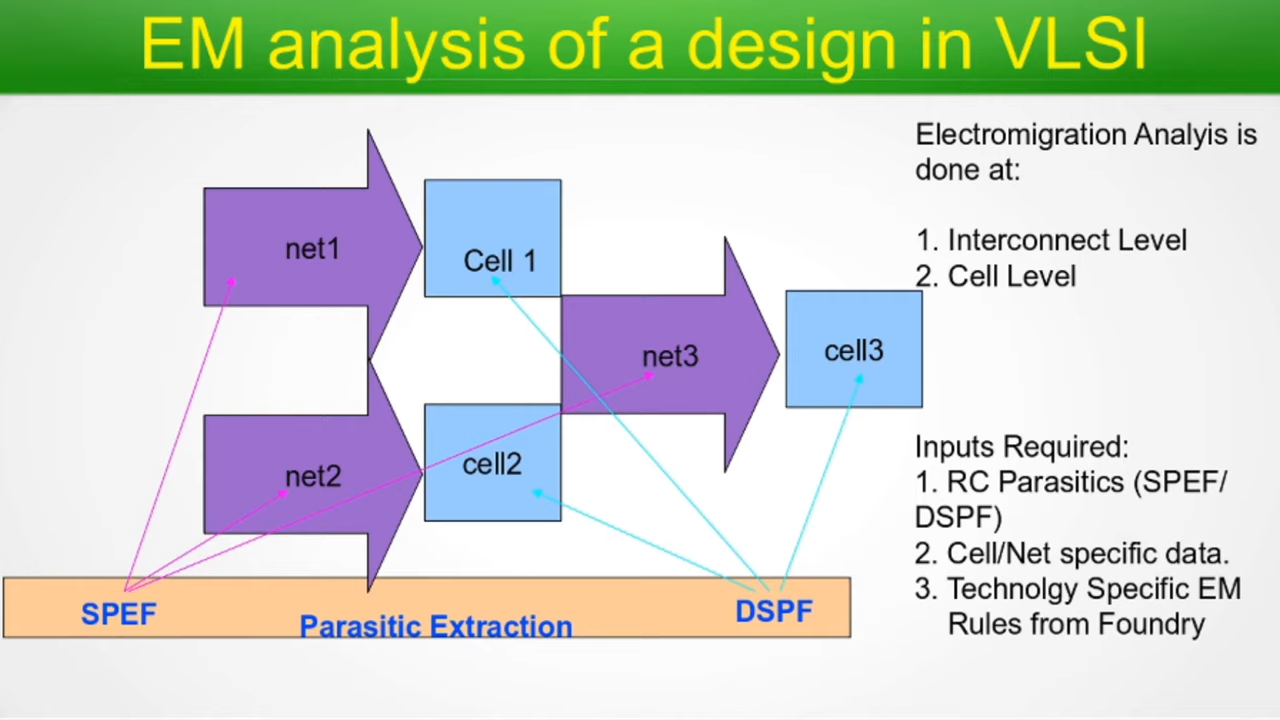 EM analysis of a design in VLSI
Electromigration Analyis is
done at:
1. Interconnect Level
2. Cell Level
net1
Cell 1
net3
cell3
net2
cell2
Inputs Required:
1. RC Parasitics (SPEF/
DSPF)
2. Cell/Net specific data.
3. Technolgy Specific EM
Rules from Foundry
SPEF
Parasitic Extraction
DSPF